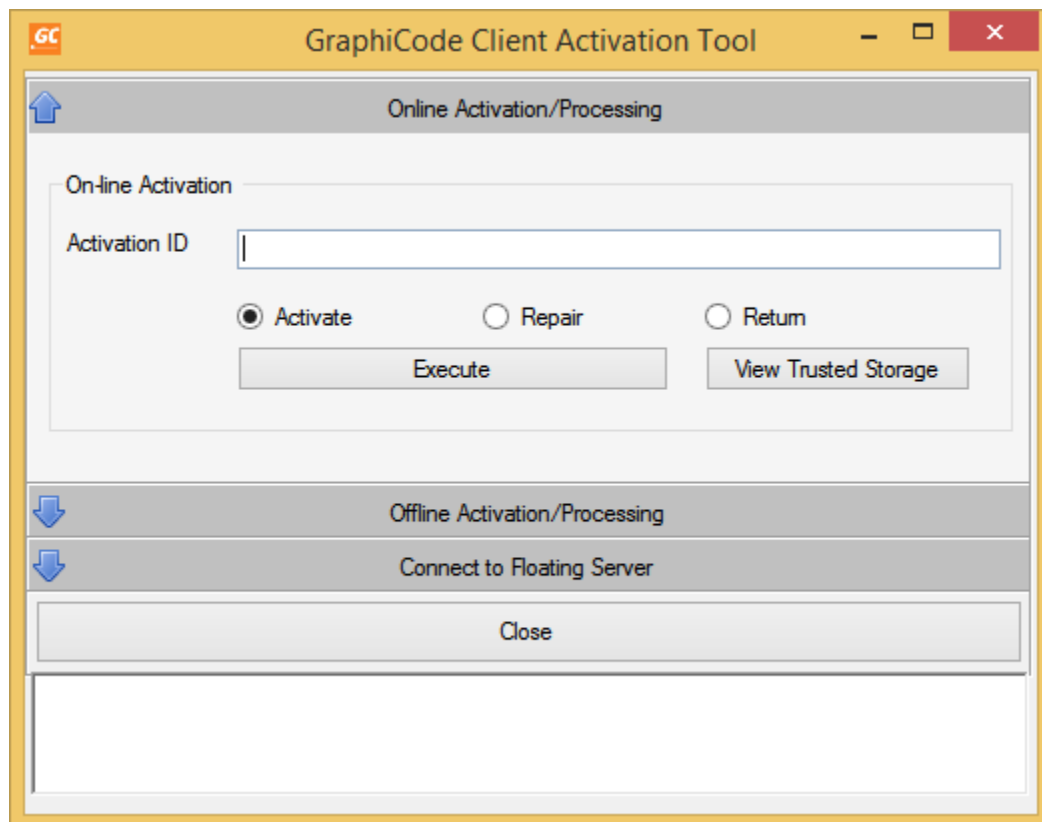 GC GraphiCode Client Activation Tool
Online Activation/Processing
On-line Activation
Activation ID
Activate Repair Return
Execute View Trusted Storage
Offline Activation/Processing
Connect to Floating Server
Close